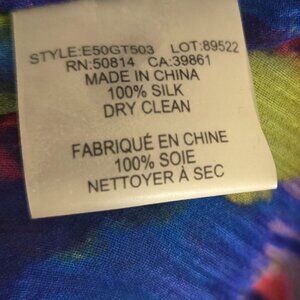 STYLE:E50GT503 LOT:89522
RN:50814 CA:39861
MADE IN CHINA
100% SILK
DRY CLEAN
FABRIQUÉ EN CHINE
100% SOIE
NETTOYER À SEC